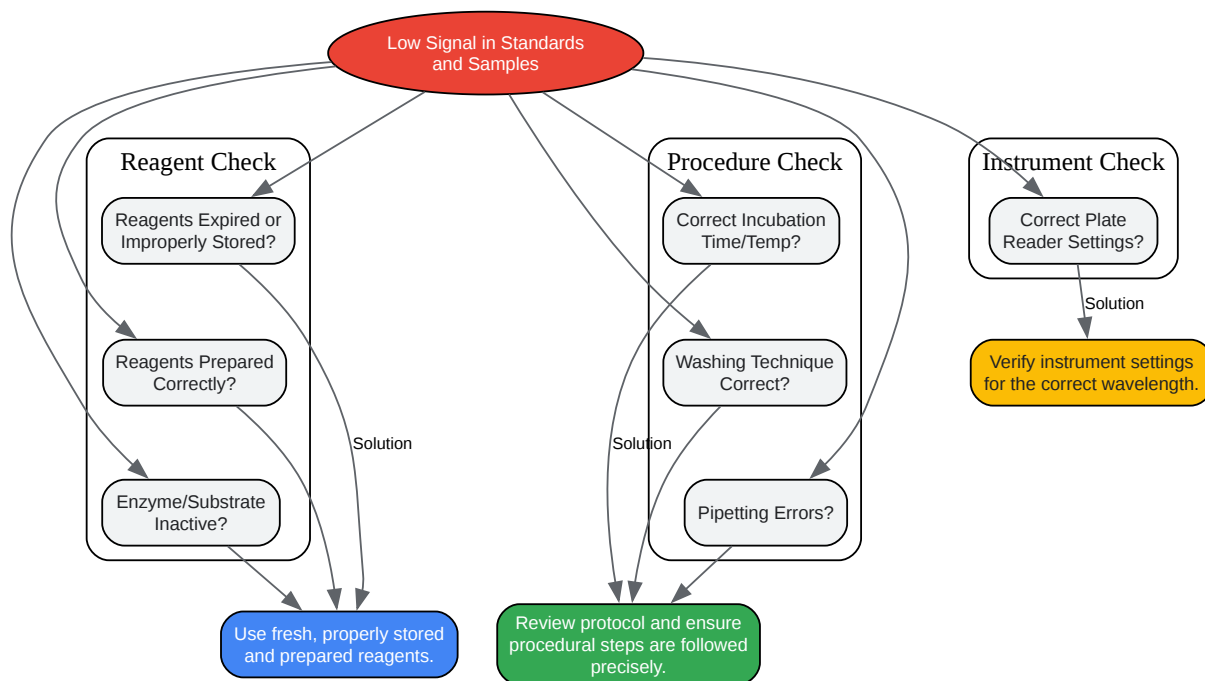 Low Signal in Standards
and Samples
Reagent Check
Reagents Expired or
Improperly Stored?
Reagents Prepared
Correctly?
Enzyme/Substrate
Inactive?
Solution
Use fresh, properly stored
and prepared reagents.
Procedure Check
Correct Incubation
Time/Temp?
Washing Technique
Correct?
Solution
Pipetting Errors?
Review protocol and ensure
procedural steps are followed
precisely.
Instrument Check
Correct Plate
Reader Settings?
Solution
Verify instrument settings
for the correct wavelength.